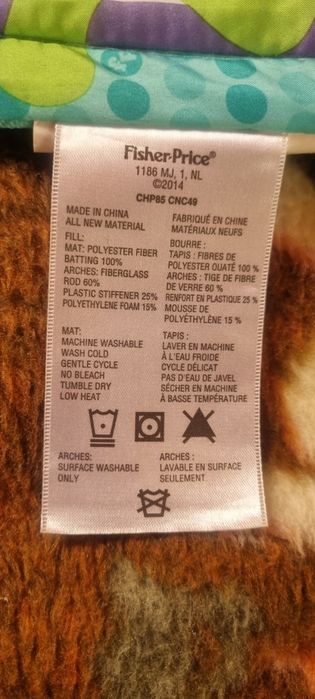 Fisher-Price®
1186 MJ, 1, NL
©2014
CHP85 CNC49
MADE IN CHINA
ALL NEW MATERIAL
FILL:
MAT: POLYESTER FIBER
BATTING 100%
ARCHES: FIBERGLASS
ROD 60%
PLASTIC STIFFENER 25%
POLYETHYLENE FOAM 15%
FABRIQUÉ EN CHINE
MATÉRIAUX NEUFS
BOURRE :
TAPIS : FIBRES DE
POLYESTER OUATÉ 100 %
ARCHES : TIGE DE FIBRE
DE VERRE 60 %
RENFORT EN PLASTIQUE 25 %
MOUSSE DE
POLYÉTHYLÈNE 15 %
MAT:
MACHINE WASHABLE
WASH COLD
GENTLE CYCLE
NO BLEACH
TUMBLE DRY
LOW HEAT
TAPIS :
LAVER EN MACHINE
À L'EAU FROIDE
CYCLE DÉLICAT
PAS D'EAU DE JAVEL
SÉCHER EN MACHINE
À BASSE TEMPÉRATURE
ARCHES:
SURFACE WASHABLE
ONLY
ARCHES :
LAVABLE EN SURFACE
SEULEMENT